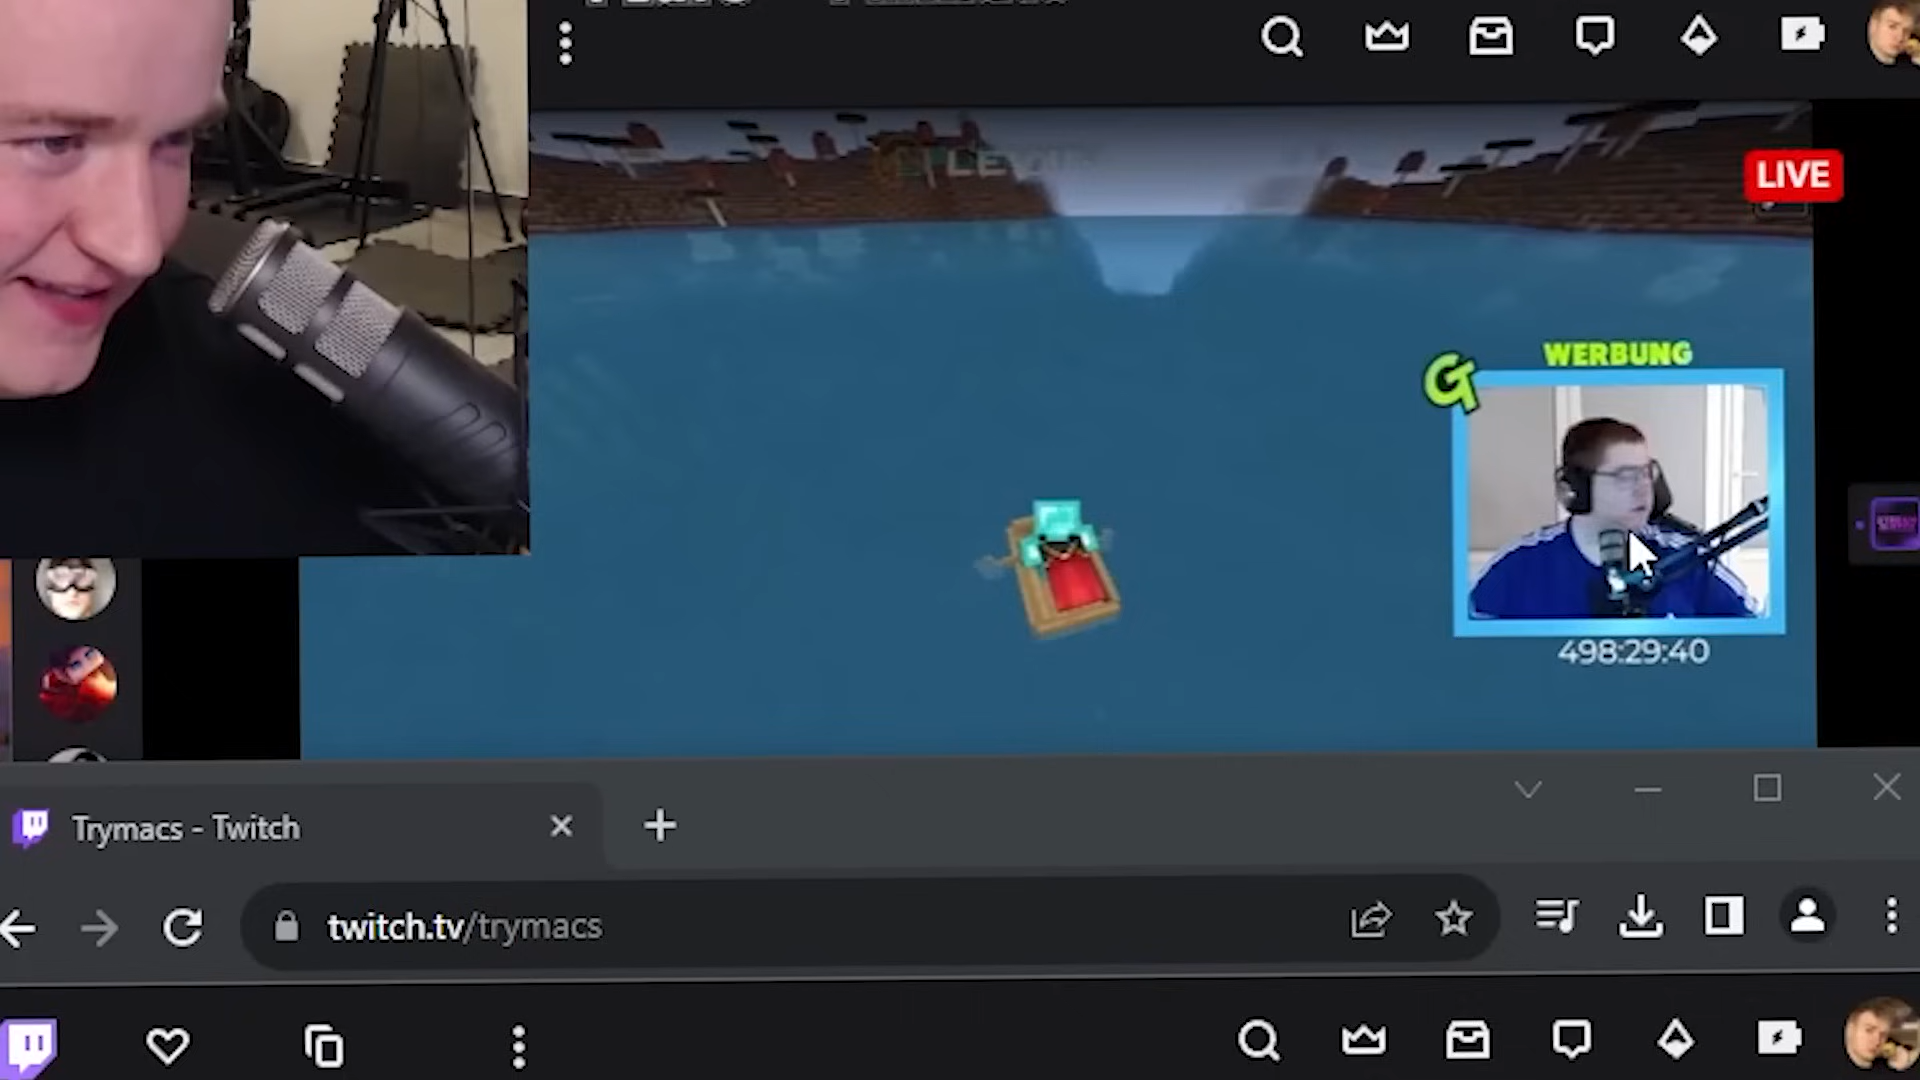 LIVE
WERBUNG
498:29:40
Trymacs - Twitch
twitch.tv/trymacs